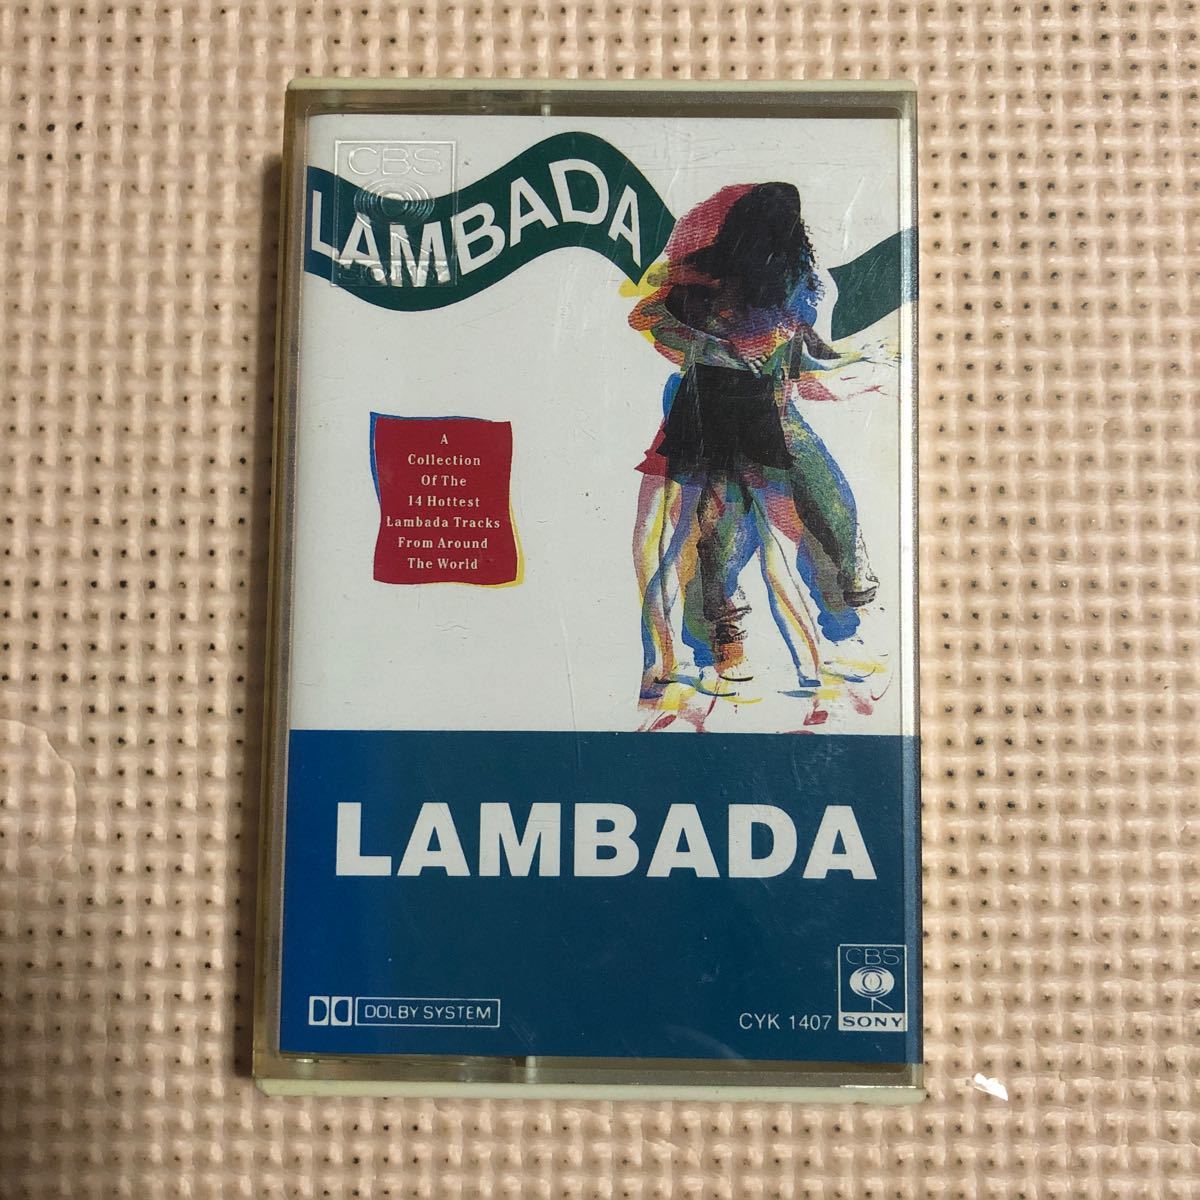 CBS
SONY
LAMBADA
A
Collection
Of The
14 Hottest
Lambada Tracks
From Around
The World
LAMBADA
DOLBY SYSTEM
CYK 1407
CBS
SONY